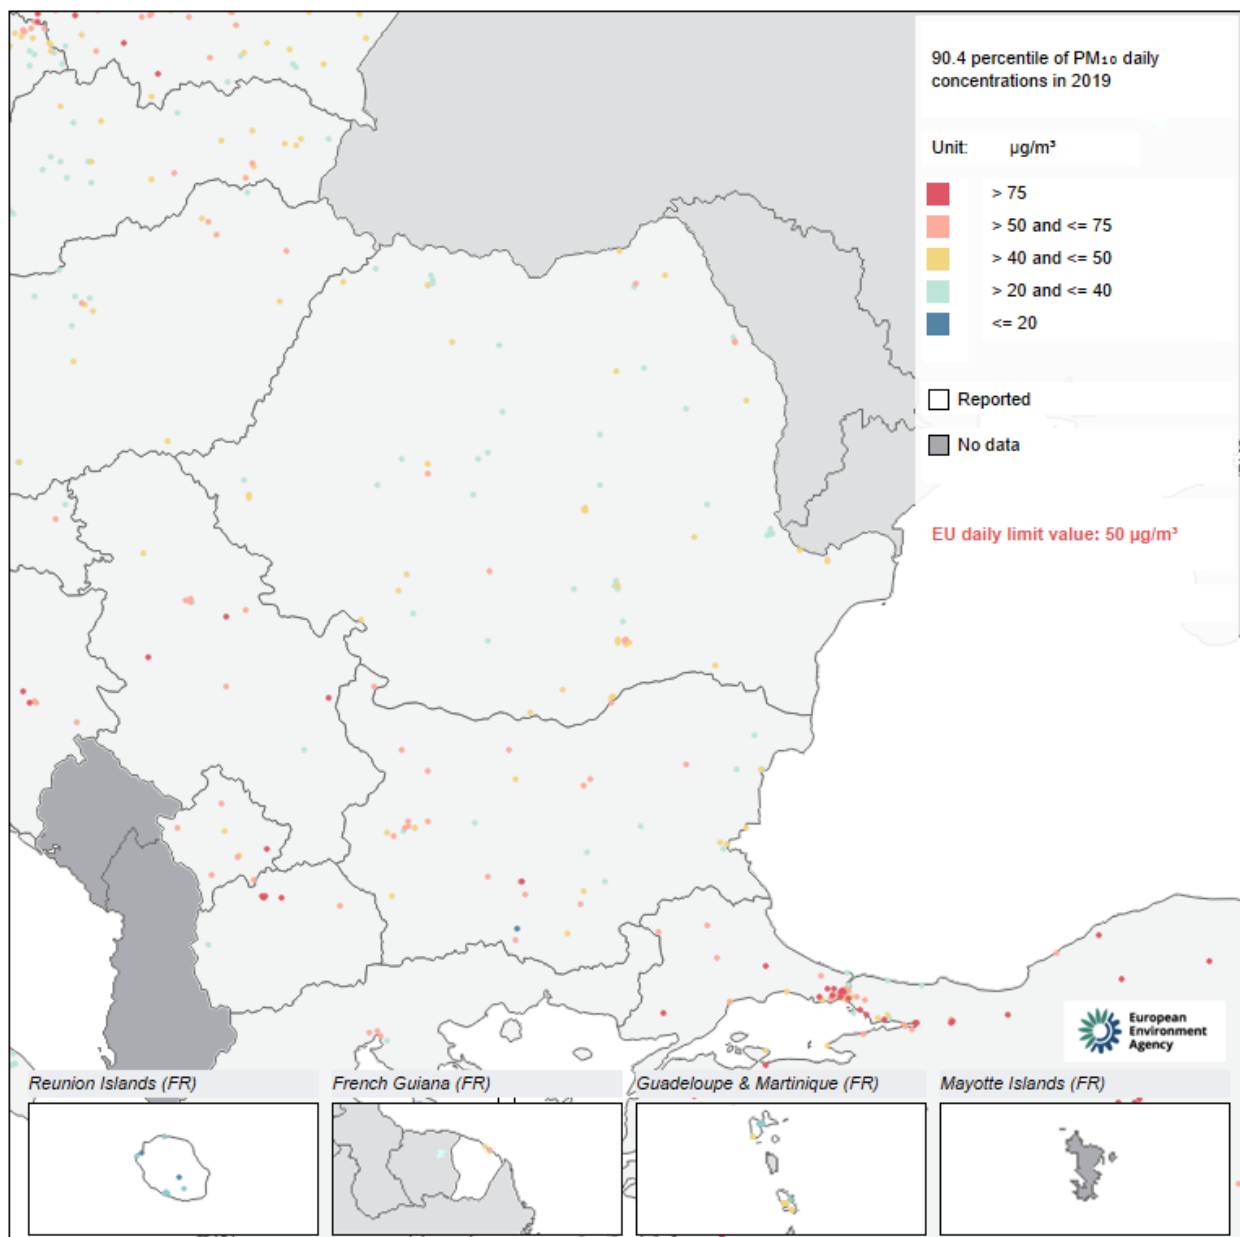 90.4 percentile of PM₁₀ daily
concentrations in 2019
Unit: µg/m³
> 75
> 50 and <= 75
> 40 and <= 50
> 20 and <= 40
<= 20
Reported
No data
EU daily limit value: 50 µg/m³
European
Environment
Agency
Reunion Islands (FR)
French Guiana (FR)
Guadeloupe & Martinique (FR)
Mayotte Islands (FR)